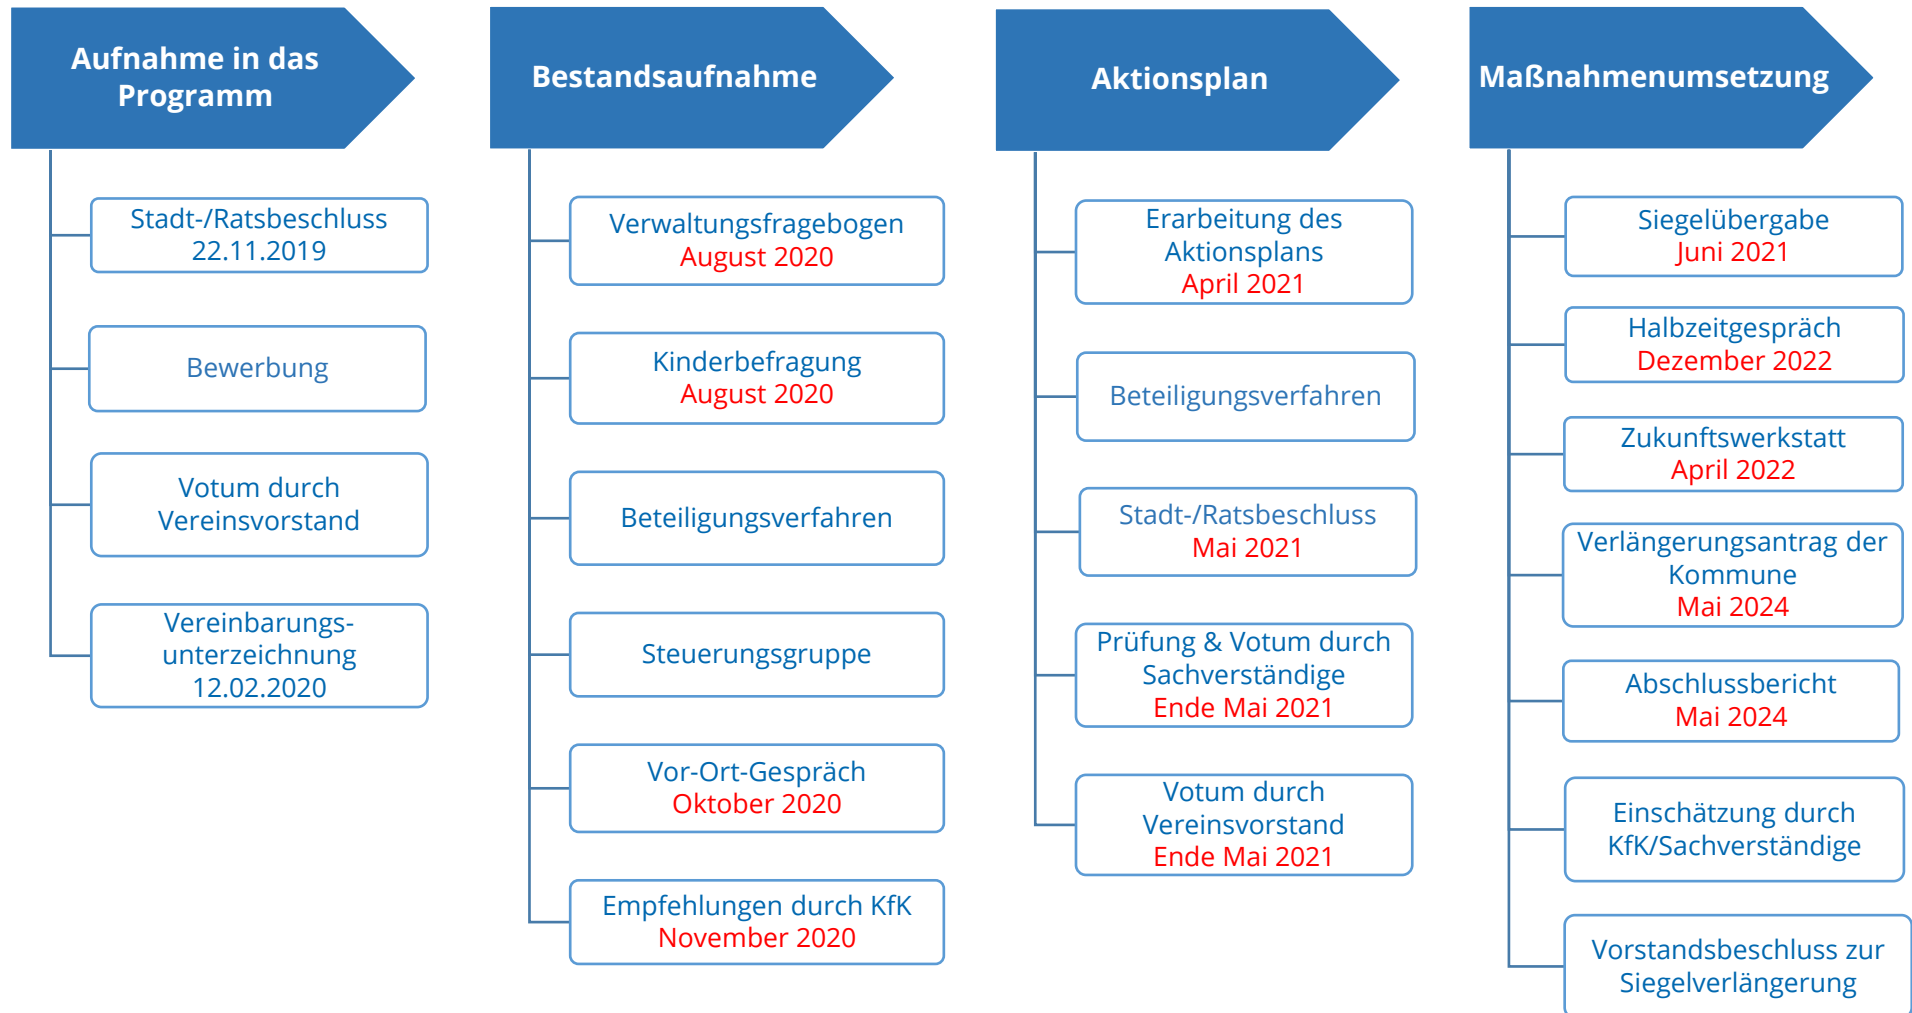 Aufnahme in das
Programm
Stadt-/Ratsbeschluss
22.11.2019
Bewerbung
Votum durch
Vereinsvorstand
Vereinbarungs-
unterzeichnung
12.02.2020
Bestandsaufnahme
Verwaltungsfragebogen
August 2020
Kinderbefragung
August 2020
Beteiligungsverfahren
Steuerungsgruppe
Vor-Ort-Gespräch
Oktober 2020
Empfehlungen durch KfK
November 2020
Aktionsplan
Erarbeitung des
Aktionsplans
April 2021
Beteiligungsverfahren
Stadt-/Ratsbeschluss
Mai 2021
Prüfung & Votum durch
Sachverständige
Ende Mai 2021
Votum durch
Vereinsvorstand
Ende Mai 2021
Maßnahmenumsetzung
Siegelübergabe
Juni 2021
Halbzeitgespräch
Dezember 2022
Zukunftswerkstatt
April 2022
Verlängerungsantrag der
Kommune
Mai 2024
Abschlussbericht
Mai 2024
Einschätzung durch
KfK/Sachverständige
Vorstandsbeschluss zur
Siegelverlängerung